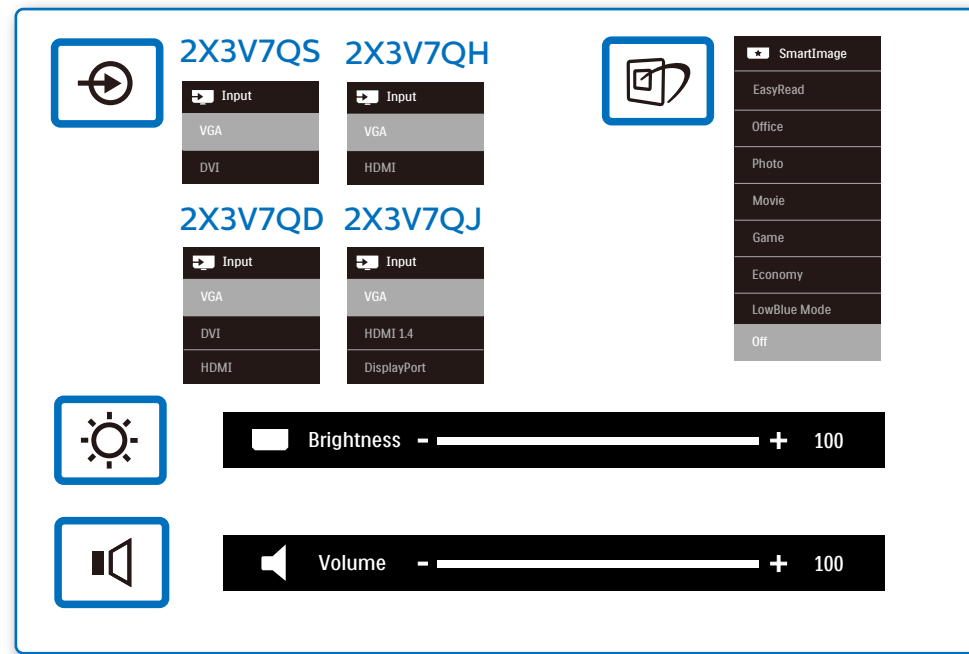 2X3V7QS
Input
VGA
DVI
2X3V7QH
Input
VGA
HDMI
2X3V7QD
Input
VGA
DVI
HDMI
2X3V7QJ
Input
VGA
HDMI 1.4
DisplayPort
SmartImage
EasyRead
Office
Photo
Movie
Game
Economy
LowBlue Mode
Off
Brightness - + 100
Volume - + 100